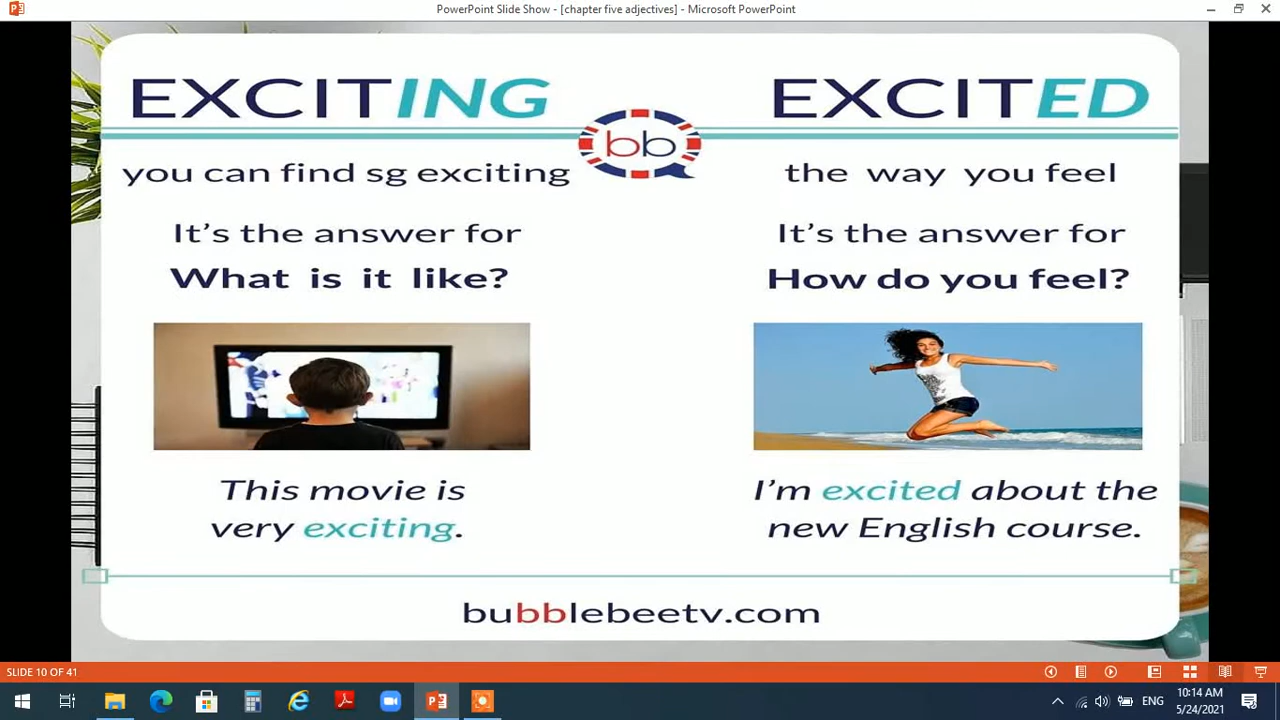 PowerPoint Slide Show - [chapter five adjectives] - Microsoft PowerPoint
EXCITING
you can find sg exciting
It's the answer for
What is it like?
This movie is
very exciting.
bb
EXCITED
the way you feel
It's the answer for
How do you feel?
I'm excited about the
new English course.
bubblebeetv.com
SLIDE 10 OF 41
ENG
10:14 AM
5/24/2021